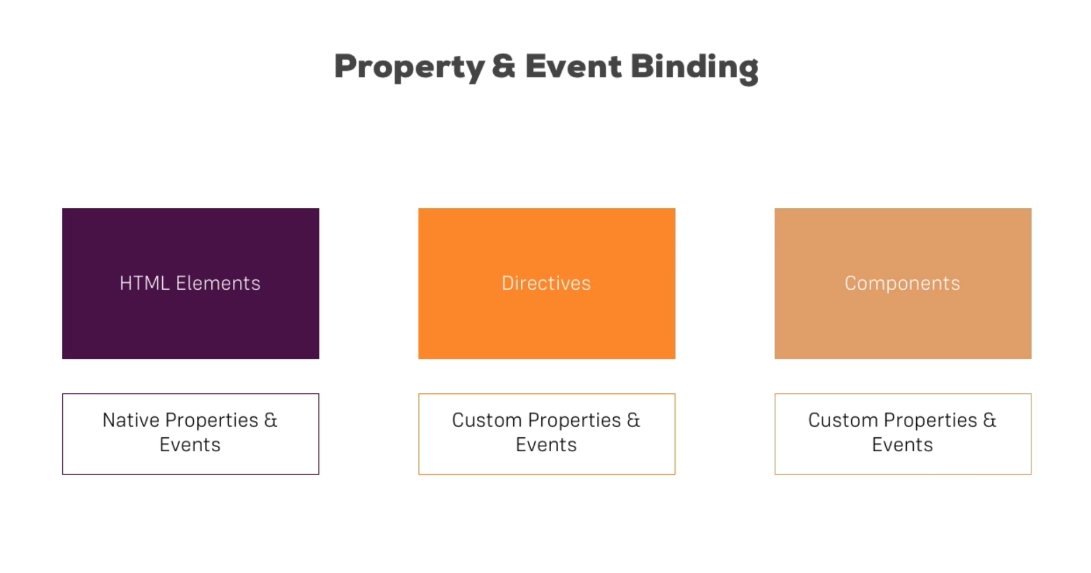 Property & Event Binding
HTML Elements
Directives
Components
Native Properties &
Events
Custom Properties &
Events
Custom Properties &
Events